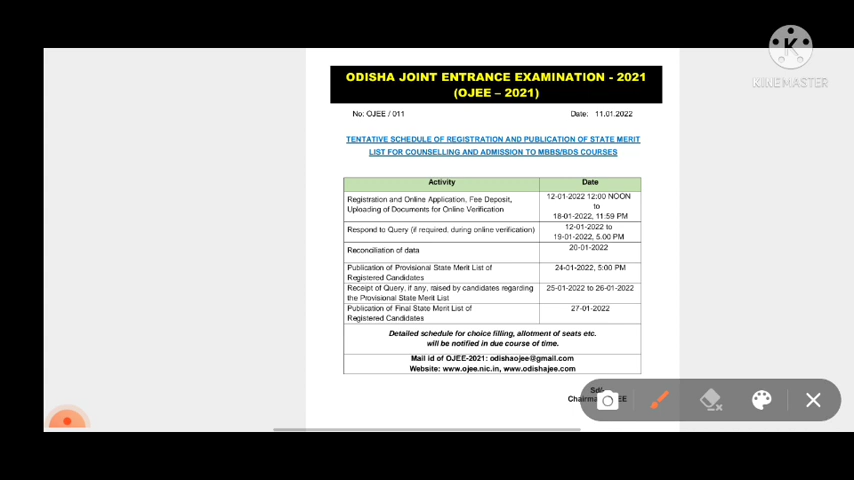 KINEMASTER
ODISHA JOINT ENTRANCE EXAMINATION - 2021
(OJEE – 2021)
No: OJEE / 011 Date: 11.01.2022
TENTATIVE SCHEDULE OF REGISTRATION AND PUBLICATION OF STATE MERIT
LIST FOR COUNSELLING AND ADMISSION TO MBBS/BDS COURSES
Activity Date
Registration and Online Application, Fee Deposit,
Uploading of Documents for Online Verification
12-01-2022 12:00 NOON
to
18-01-2022, 11:59 PM
Respond to Query (if required, during online verification)
12-01-2022 to
19-01-2022, 5.00 PM
Reconciliation of data
20-01-2022
Publication of Provisional State Merit List of
Registered Candidates
24-01-2022, 5:00 PM
Receipt of Query, if any, raised by candidates regarding
the Provisional State Merit List
25-01-2022 to 26-01-2022
Publication of Final State Merit List of
Registered Candidates
27-01-2022
Detailed schedule for choice filling, allotment of seats etc.
will be notified in due course of time.
Mail id of OJEE-2021: odishaojee@gmail.com
Website: www.ojee.nic.in, www.odishajee.com